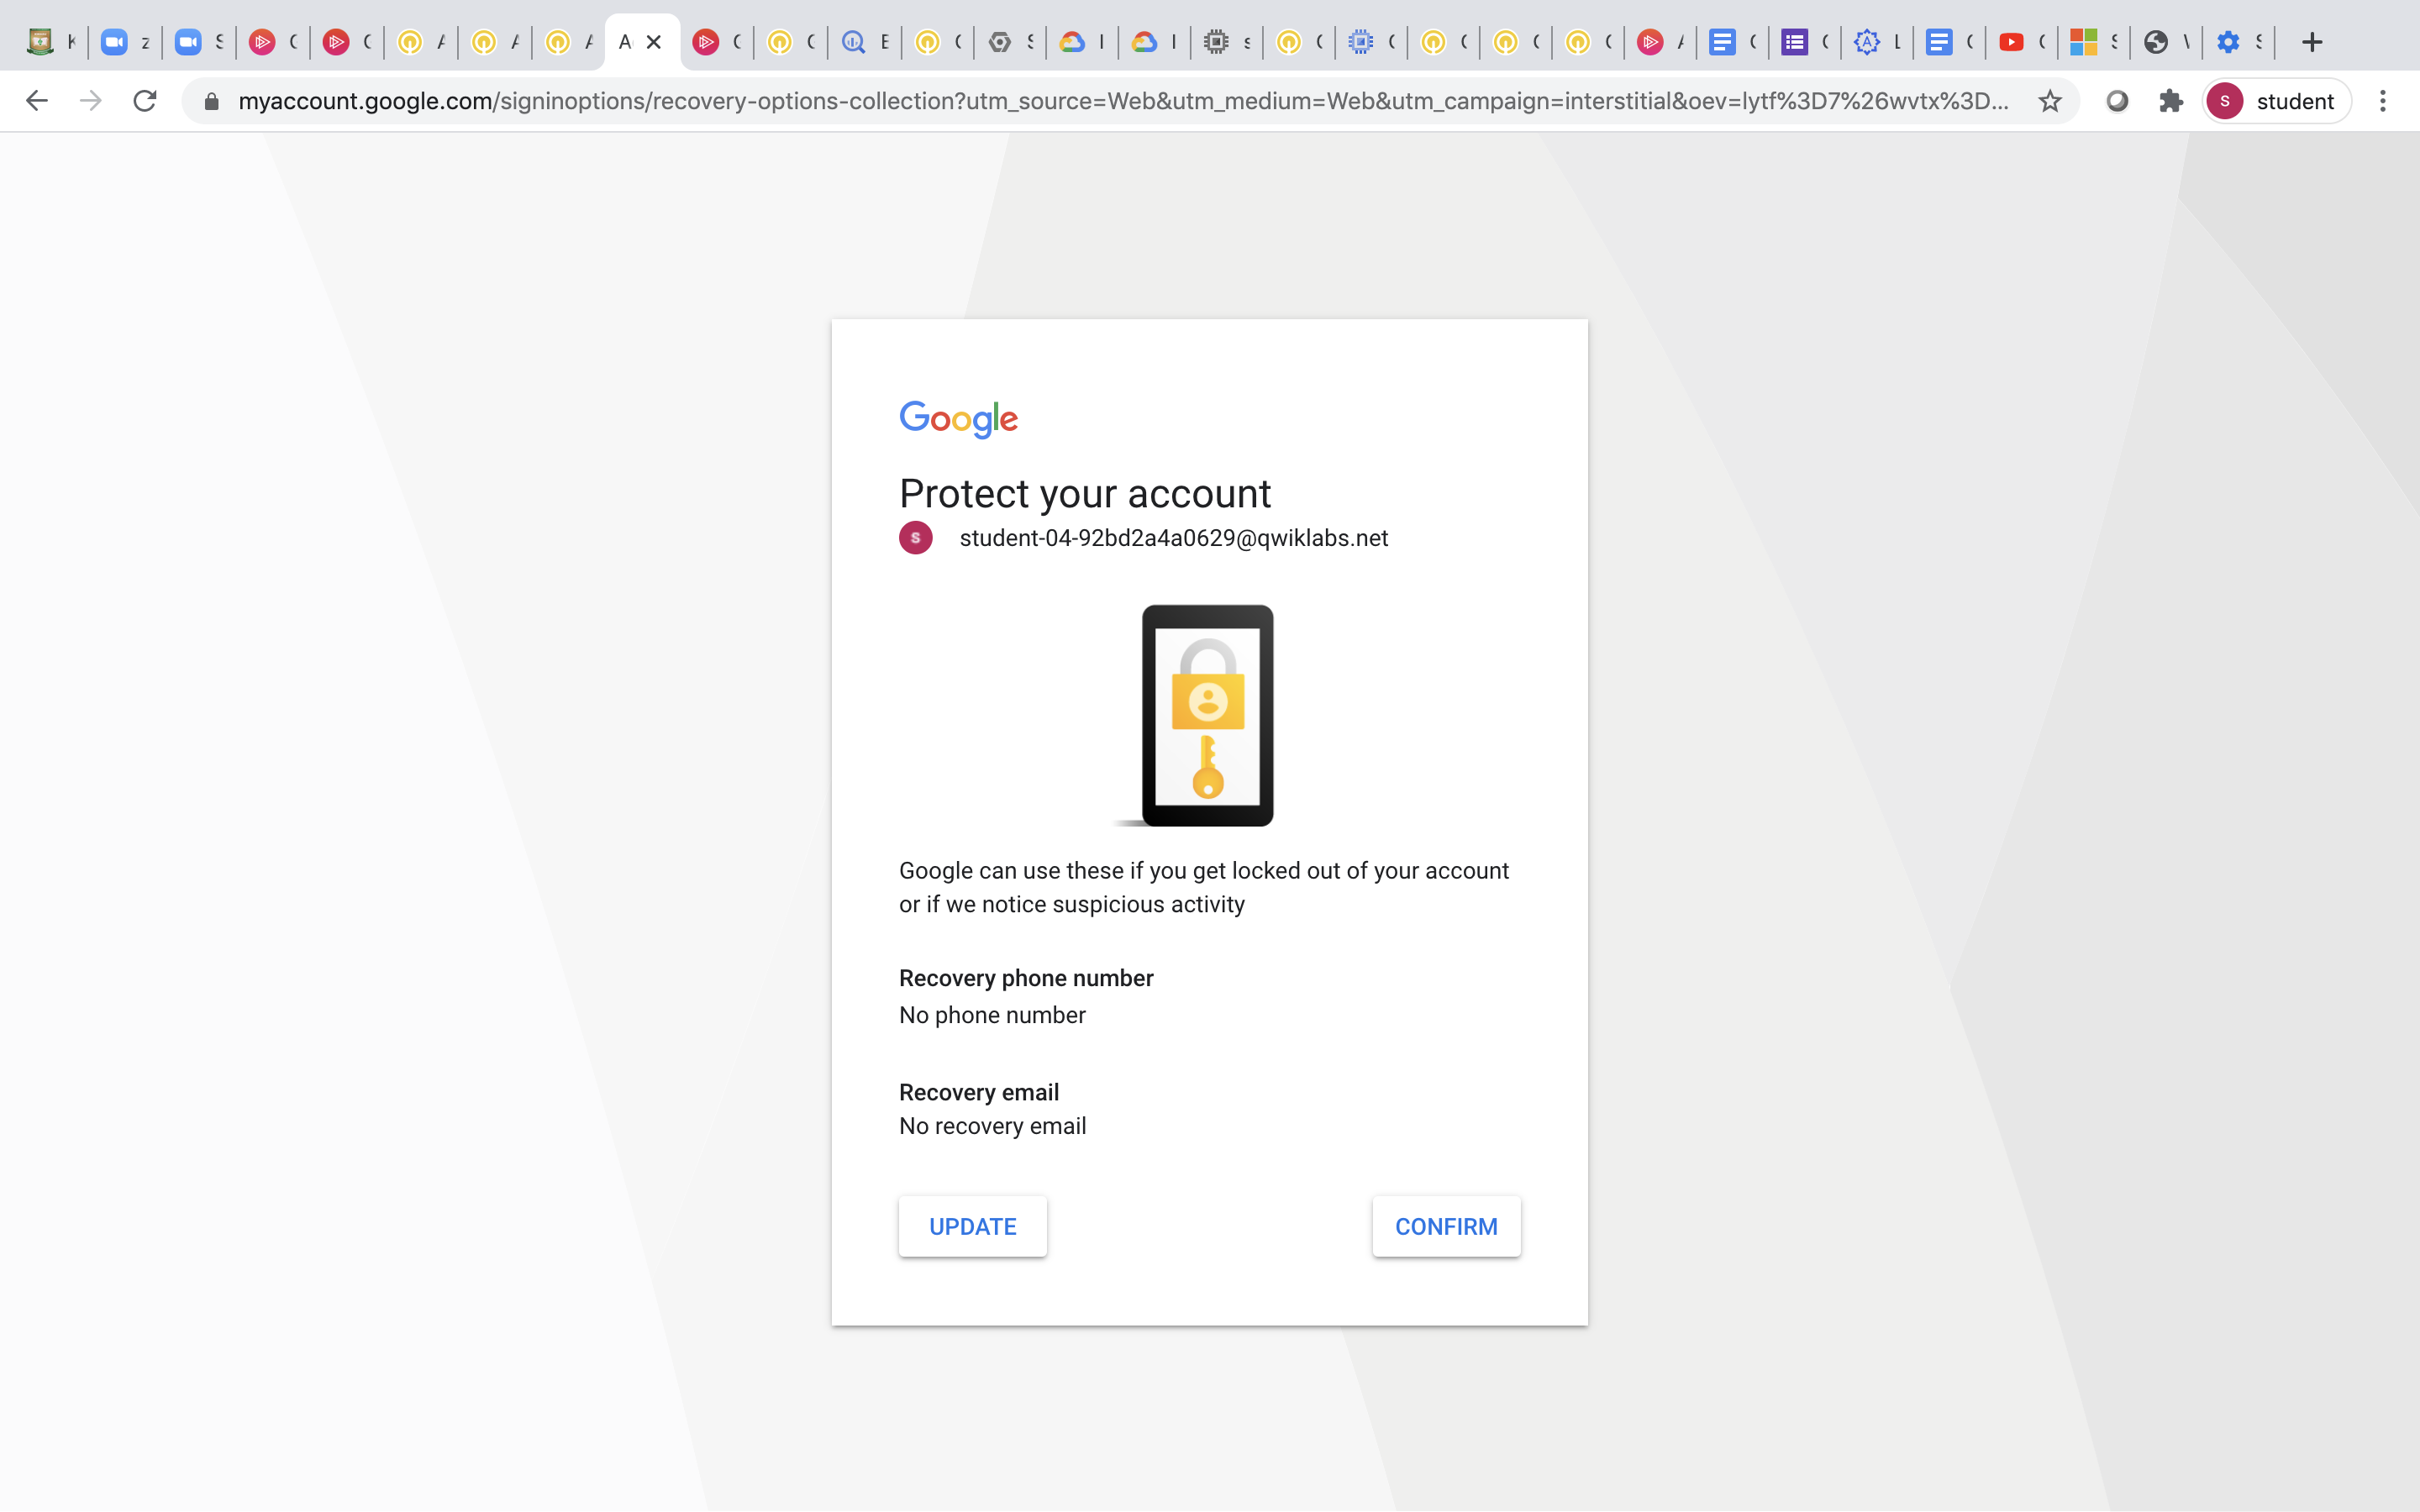 K
z
S
C
C
A
A
A
A
C
C
E
C
S
I
I
s
C
C
C
C
C
A
C
C
L
C
C
S
V
S
myaccount.google.com/signinoptions/recovery-options-collection?utm_source=Web&utm_medium=Web&utm_campaign=interstitial&oev=lytf%3D7%26wvtx%3D...
S
student
Google
Protect your account
S
student-04-92bd2a4a0629@qwiklabs.net
Google can use these if you get locked out of your account
or if we notice suspicious activity
Recovery phone number
No phone number
Recovery email
No recovery email
UPDATE
CONFIRM